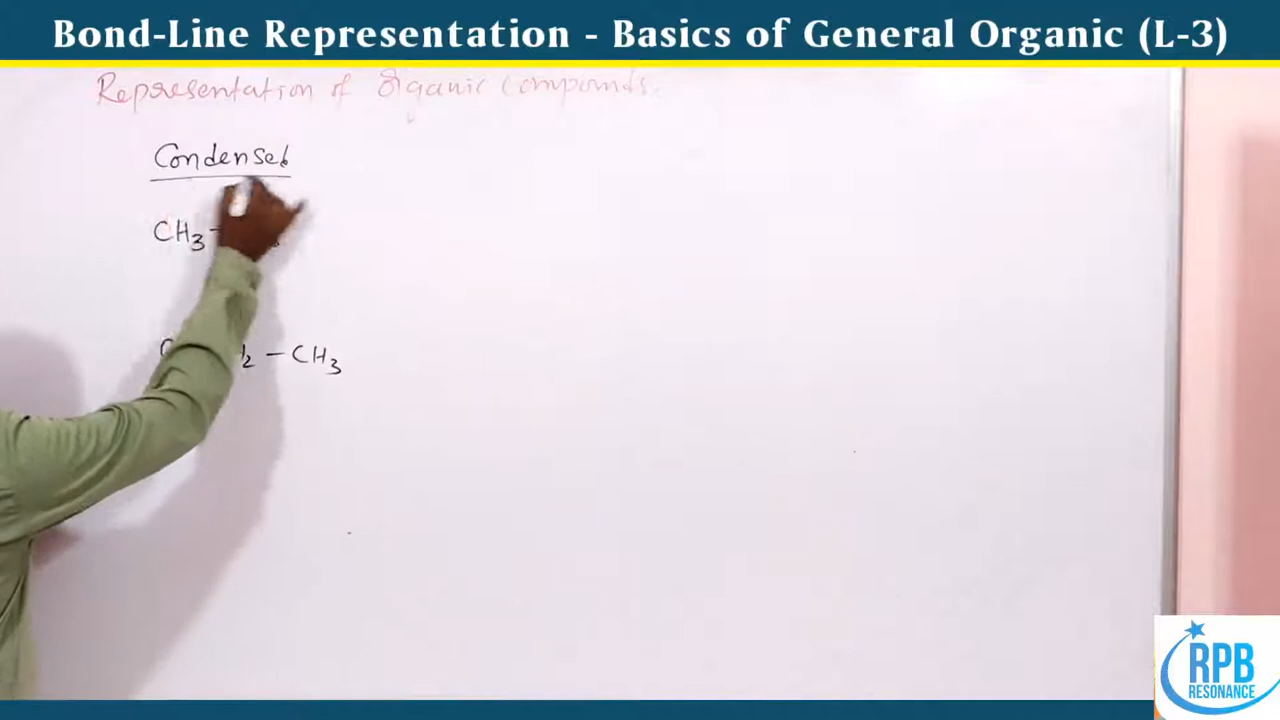 Bond-Line Representation - Basics of General Organic (L-3)
Representation of Organic Compounds.
Condensed
CH3 -
2 - CH3
RPB
RESONANCE